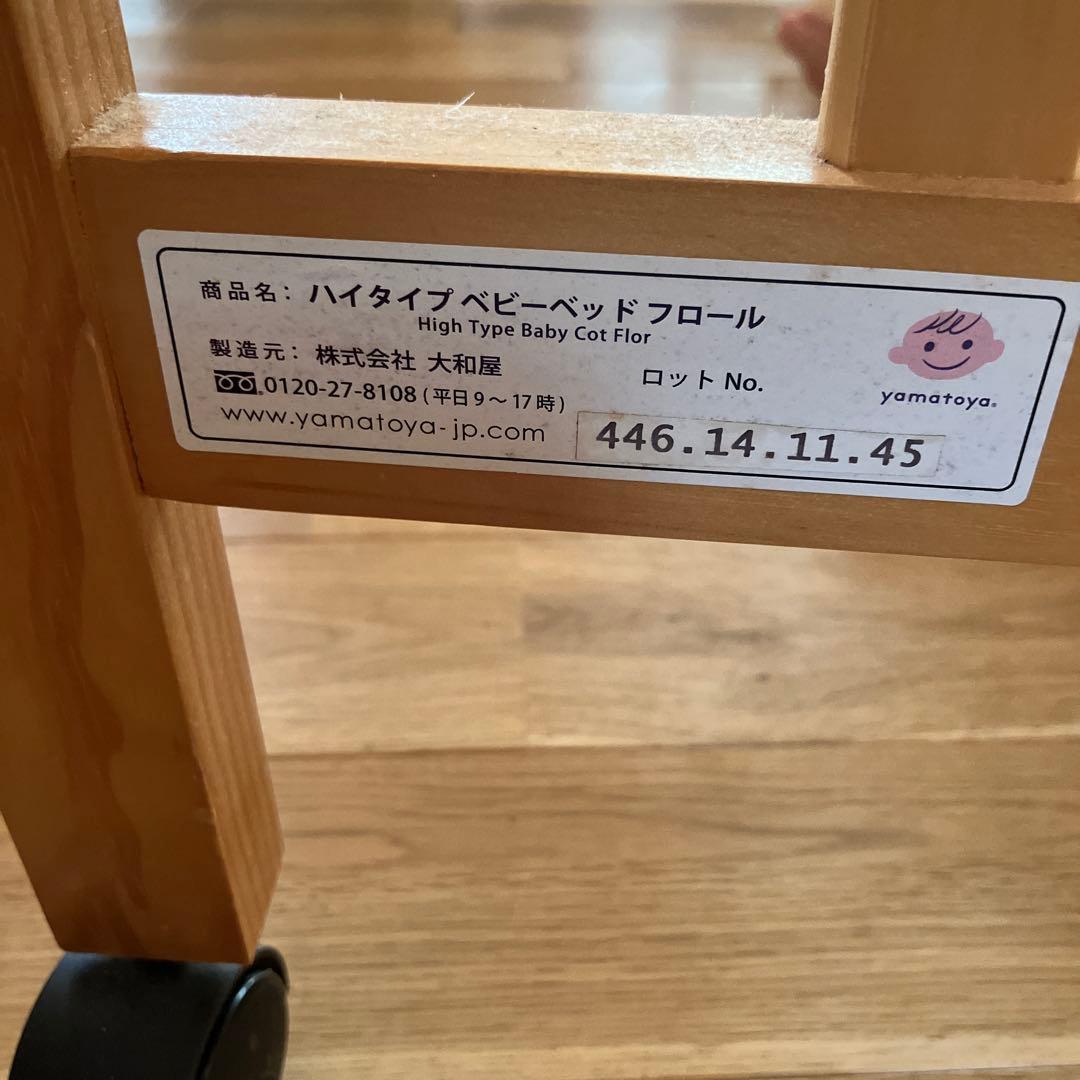 商品名: ハイタイプ ベビーベッド フロール
High Type Baby Cot Flor
製造元: 株式会社 大和屋
0120-27-8108 (平日9～17時)
www.yamatoya-jp.com
ロット No.
446.14.11.45
yamatoya®